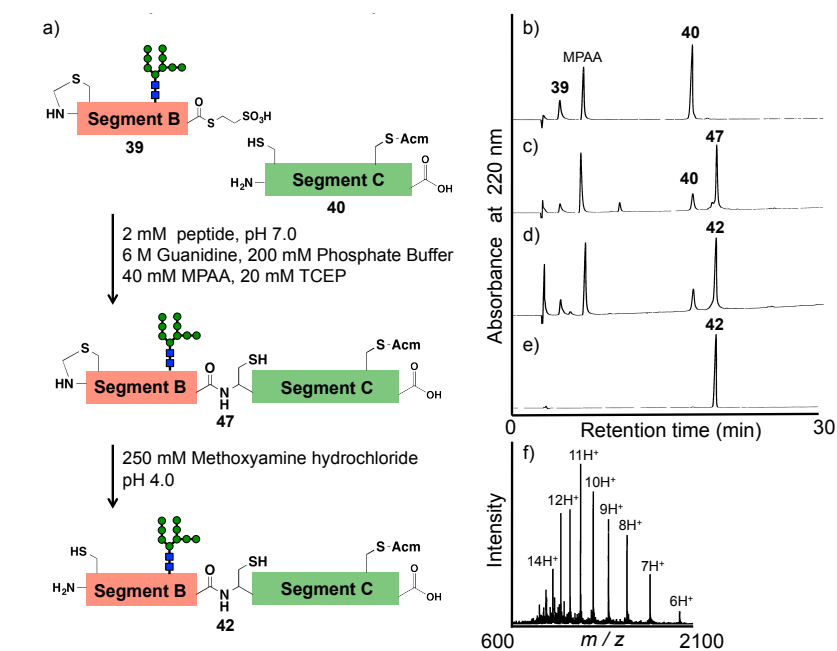 a)
S
HN
Segment B
O
S
SO₃H
39
HS
S-Acm
H₂N
Segment C
O
OH
40
2 mM peptide, pH 7.0
6 M Guanidine, 200 mM Phosphate Buffer
40 mM MPAA, 20 mM TCEP
S
HN
Segment B
O
N
H
SH
S-Acm
Segment C
O
OH
47
250 mM Methoxyamine hydrochloride
pH 4.0
HS
H₂N
Segment B
O
N
H
SH
S-Acm
Segment C
O
OH
42
b)
40
MPAA
39
c)
47
40
d)
42
e)
42
Absorbance at 220 nm
0
Retention time (min)
30
f)
11H⁺
10H⁺
12H⁺
9H⁺
8H⁺
14H⁺
7H⁺
6H⁺
Intensity
600
m / z
2100